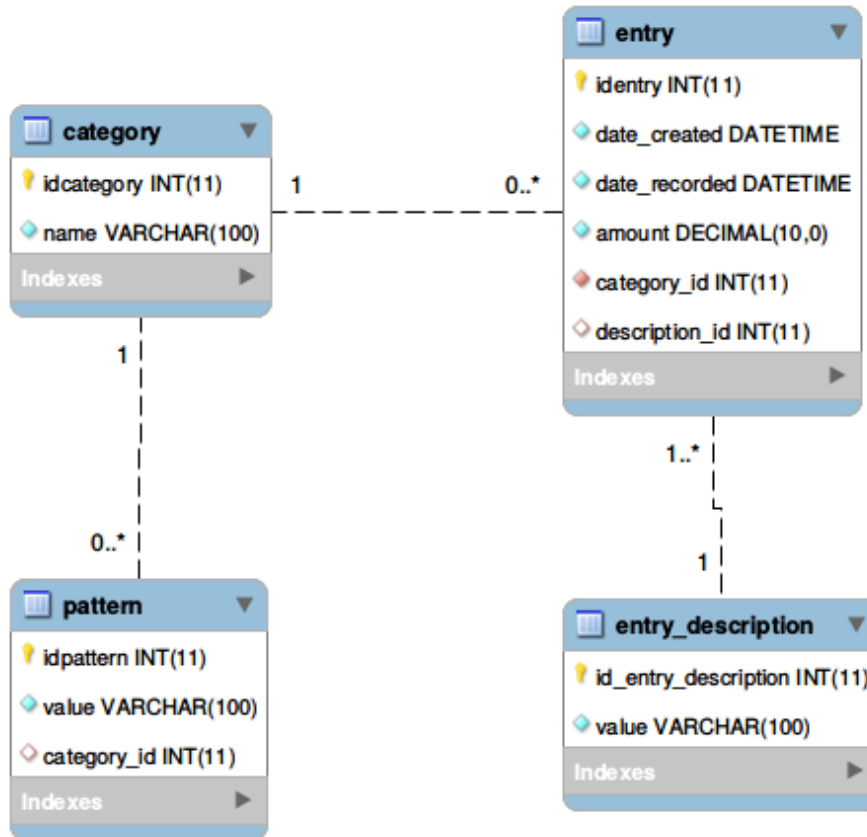 entry
identry INT(11)
date_created DATETIME
date_recorded DATETIME
amount DECIMAL(10,0)
category_id INT(11)
description_id INT(11)
Indexes
category
idcategory INT(11)
name VARCHAR(100)
Indexes
1
0..*
1
0..*
1..*
1
pattern
idpattern INT(11)
value VARCHAR(100)
category_id INT(11)
Indexes
entry_description
id_entry_description INT(11)
value VARCHAR(100)
Indexes